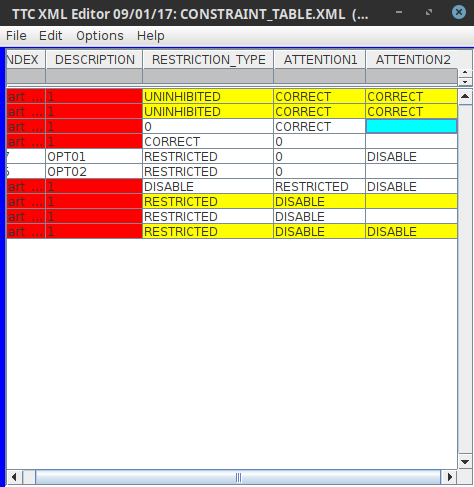 TTC XML Editor 09/01/17: CONSTRAINT_TABLE.XML (...
File Edit Options Help
NDEX DESCRIPTION RESTRICTION_TYPE ATTENTION1 ATTENTION2
art ... 1 UNINHIBITED CORRECT CORRECT
art ... 1 UNINHIBITED CORRECT CORRECT
art ... 1 0 CORRECT
art ... 1 CORRECT 0
7 OPT01 RESTRICTED 0 DISABLE
OPT02 RESTRICTED 0
art ... 1 DISABLE RESTRICTED DISABLE
art ... 1 RESTRICTED DISABLE
art ... 1 RESTRICTED DISABLE
art ... 1 RESTRICTED DISABLE DISABLE